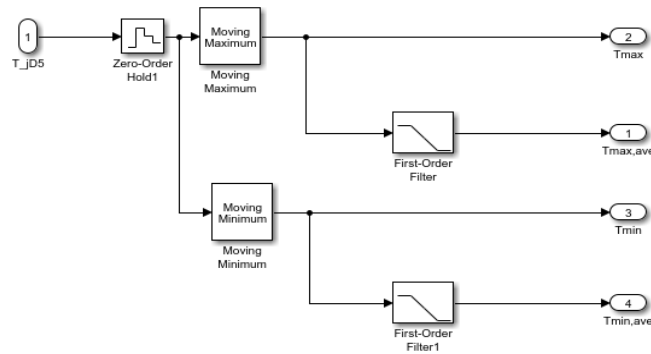 1
T_jD5
Zero-Order
Hold1
Moving
Maximum
Moving
Maximum
2
Tmax
First-Order
Filter
1
Tmax,ave
Moving
Minimum
Moving
Minimum
3
Tmin
First-Order
Filter1
4
Tmin,ave